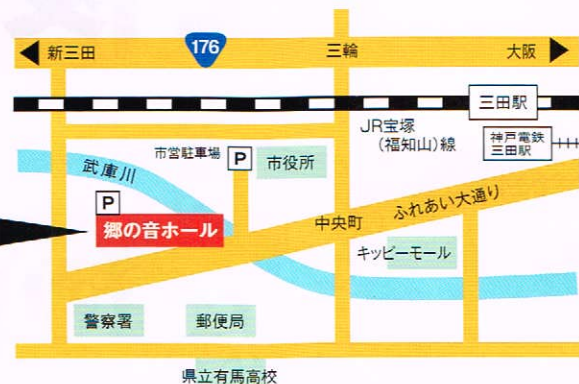 新三田
176
三輪
大阪
三田駅
JR宝塚
(福知山)線
神戸電鉄
三田駅
市営駐車場
P
市役所
武庫川
P
郷の音ホール
中央町
ふれあい大通り
キッピーモール
警察署
郵便局
県立有馬高校